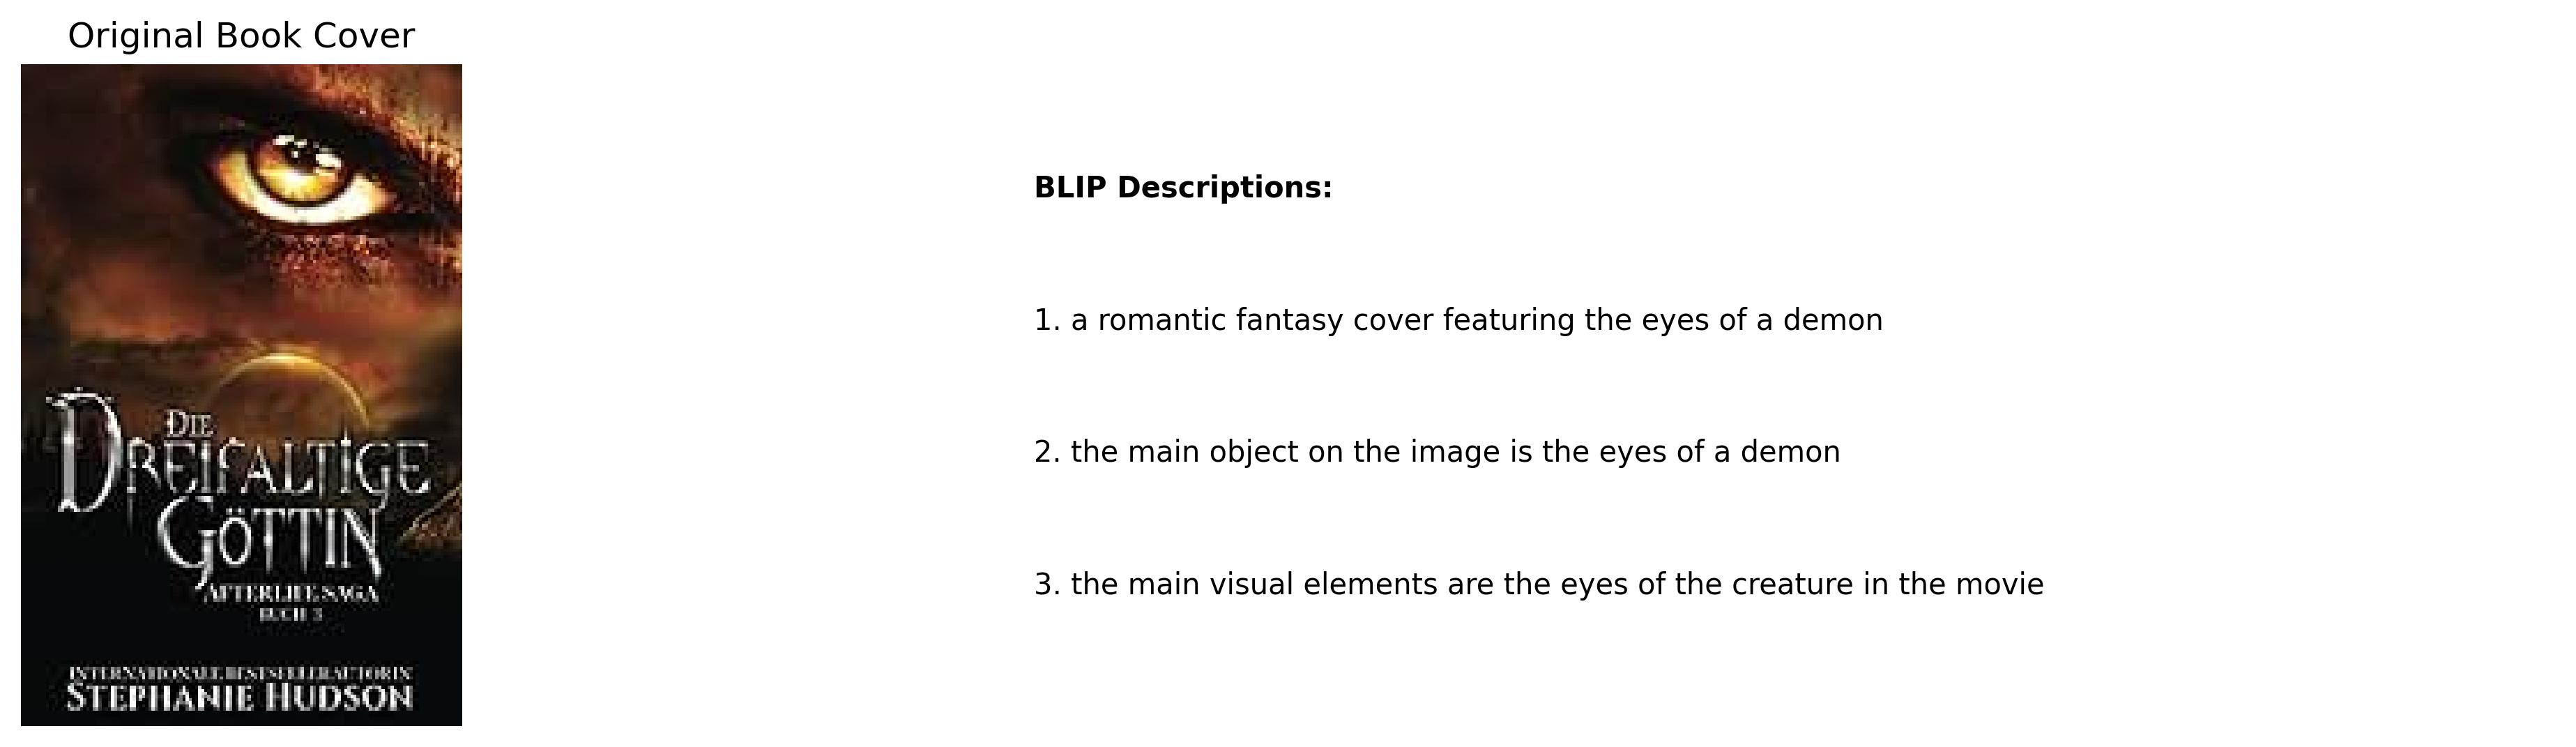 Original Book Cover
DIE
DREIFALTIGE
GÖTTIN
AFTERLIFE SAGA
BUCH 3
INTERNATIONALE BESTSELLERAUTORIN
STEPHANIE HUDSON
BLIP Descriptions:
1. a romantic fantasy cover featuring the eyes of a demon
2. the main object on the image is the eyes of a demon
3. the main visual elements are the eyes of the creature in the movie